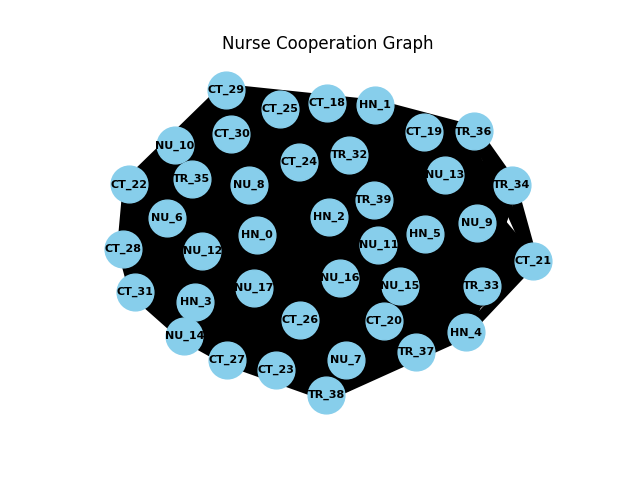 Nurse Cooperation Graph
CT_29
CT_25
CT_18
HN_1
CT_30
CT_19
TR_36
NU_10
CT_24
TR_32
NU_13
CT_22
TR_35
NU_8
TR_34
TR_39
NU_6
HN_2
NU_9
CT_28
NU_12
HN_0
NU_11
HN_5
CT_21
CT_31
HN_3
NU_17
NU_16
NU_15
TR_33
NU_14
CT_26
CT_20
HN_4
CT_27
CT_23
NU_7
TR_37
TR_38